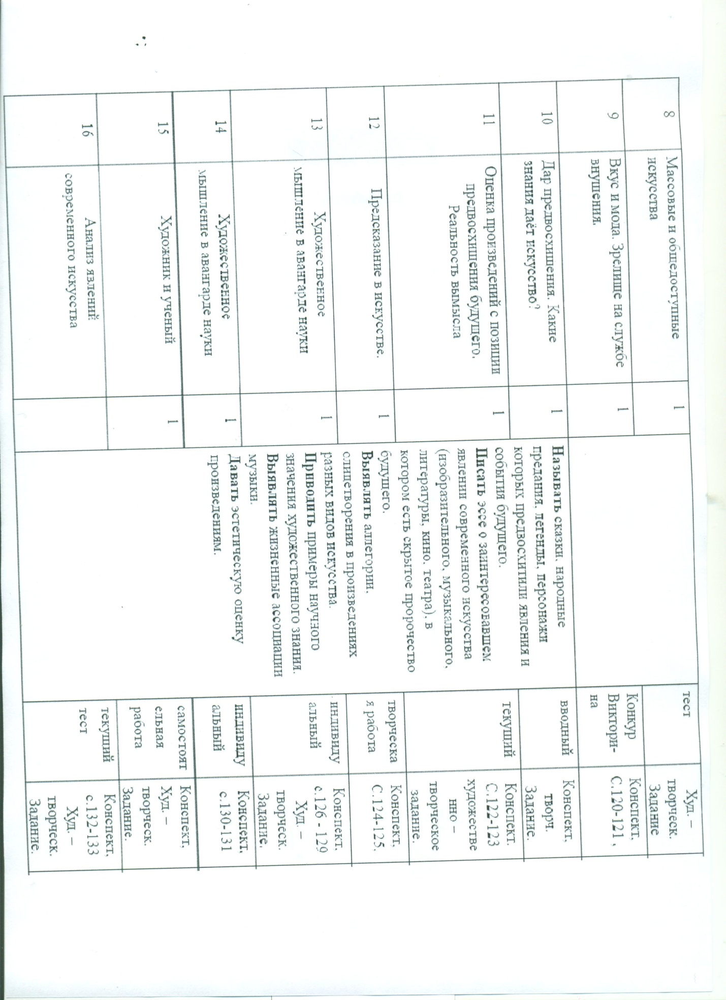 8
Массовые и общедоступные
искусства
1
тест
Худ. –
творческ.
Задание
9
Вкус и мода. Зрелище на службе
внушения.
1
Конкур
Виктори-
на
Конспект,
С.120-121 ,
10
Дар предвосхищения. Какие
знания даёт искусство?
1
Называть сказки, народные
предания, легенды, персонажи
которых предвосхитили явления и
события будущего.
Писать эссе о заинтересовавшем
явлении современного искусства
(изобразительного, музыкального,
литературы, кино, театра), в
котором есть скрытое пророчество
будущего.
Выявлять аллегории,
олицетворения в произведениях
разных видов искусства.
Приводить примеры научного
значения художественного знания.
Выявлять жизненные ассоциации
музыки.
Давать эстетическую оценку
произведениям.
вводный
Конспект,
творч.
Задание.
11
Оценка произведений с позиции
предвосхищения будущего.
Реальность вымысла
1
текущий
Конспект.
С.122-123
художестве
нно –
творческое
задание.
12
Предсказание в искусстве.
1
творческа
я работа
Конспект,
С.124-125,
13
Художественное
мышление в авангарде науки
1
индивиду
альный
Конспект,
с.126 - 129
Худ. –
творческ.
Задание.
14
Художественное
мышление в авангарде науки
1
индивиду
альный
Конспект,
с.130-131
15
Художник и ученый
1
самостоят
ельная
работа
Конспект,
Худ. –
творческ.
Задание.
16
Анализ явлений
современного искусства
текущий
тест
Конспект,
с.132-133
Худ. –
творческ.
Задание.